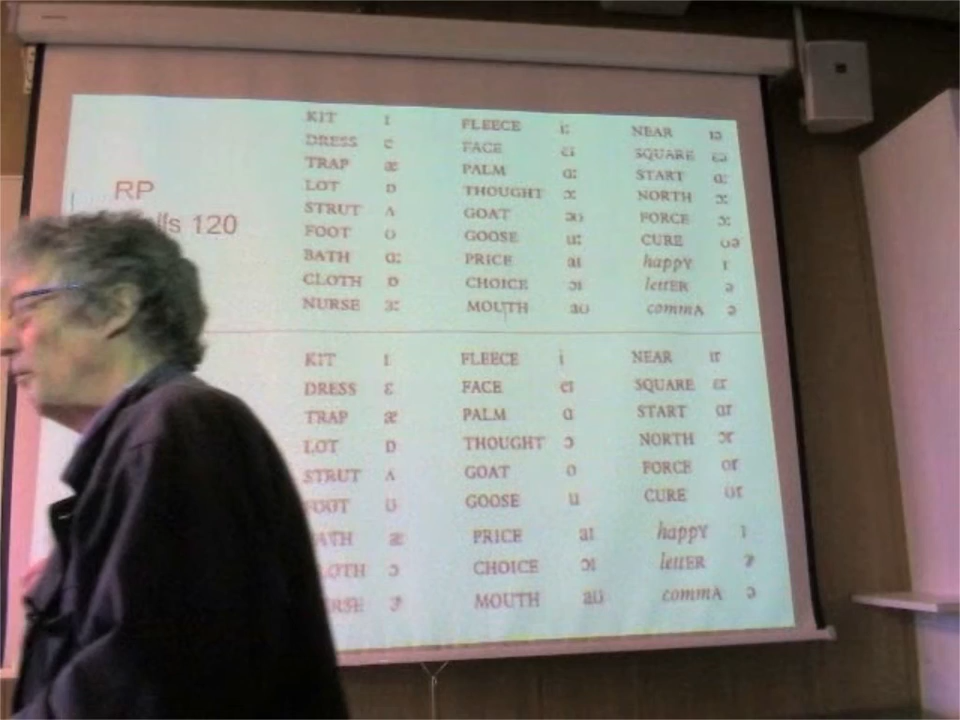 RP
120
KIT ɪ FLEECE iː NEAR ɪə
DRESS e FACE eɪ SQUARE ɛə
TRAP æ PALM ɑː START ɑː
LOT ɒ THOUGHT ɔː NORTH ɔː
STRUT ʌ GOAT əʊ FORCE ɔː
FOOT ʊ GOOSE uː CURE ʊə
BATH ɑː PRICE aɪ happY ɪ
CLOTH ɒ CHOICE ɔɪ lettER ə
NURSE ɜː MOUTH aʊ commA ə
KIT ɪ FLEECE i NEAR ɪr
DRESS ɛ FACE eɪ SQUARE ɛr
TRAP æ PALM ɑ START ɑr
LOT ɒ THOUGHT ɔ NORTH ɔr
STRUT ʌ GOAT o FORCE or
FOOT ʊ GOOSE u CURE ʊr
æ PRICE aɪ happY ɪ
ɔ CHOICE ɔɪ lettER ɚ
ɝ MOUTH aʊ commA ə